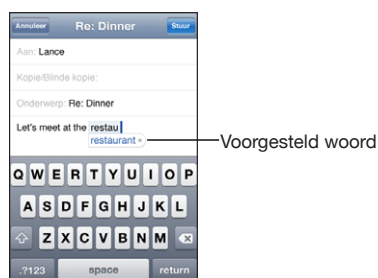 Annuleer Re: Dinner Stuur
Aan: Lance
Kopie/Blinde kopie:
Onderwerp: Re: Dinner
Let's meet at the restau
restaurant ×
Voorgesteld woord
Q W E R T Y U I O P
A S D F G H J K L
Z X C V B N M
.?123 space return